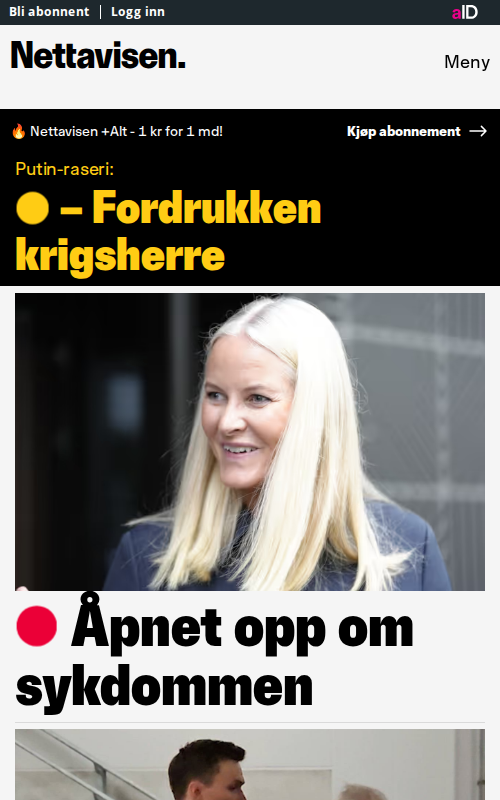 Bli abonnent | Logg inn
aID
Nettavisen.
Meny
🔥 Nettavisen +Alt - 1 kr for 1 md!
Kjøp abonnement →
Putin-raseri:
– Fordrukken
krigsherre
Åpnet opp om
sykdommen